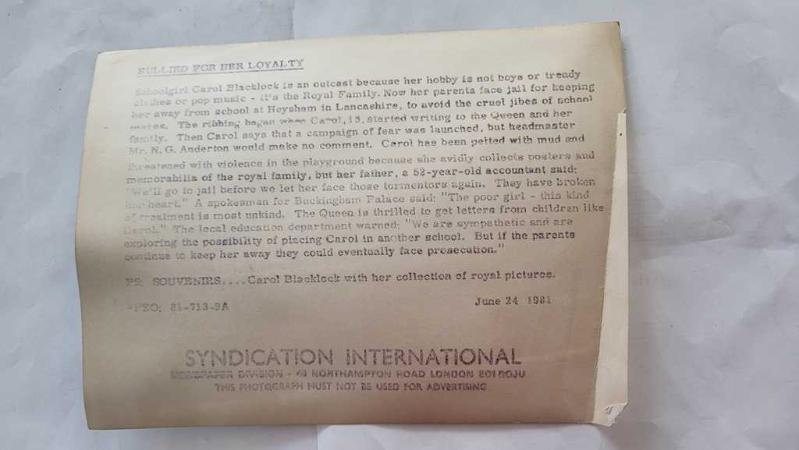 BULLIED FOR HER LOYALTY
Schoolgirl Carol Blacklock is an outcast because her hobby is not boys or trendy
clothes or pop music - it's the Royal Family. Now her parents face jail for keeping
her away from school at Heysham in Lancashire, to avoid the cruel jibes of school
mates. The ribbing began when Carol, 13, started writing to the Queen and her
family. Then Carol says that a campaign of fear was launched, but headmaster
Mr. N. G. Anderton would make no comment. Carol has been pelted with mud and
threatened with violence in the playground because she avidly collects posters and
memorabilia of the royal family, but her father, a 52-year-old accountant said:
"We'll go to jail before we let her face those tormentors again. They have broken
her heart." A spokesman for Buckingham Palace said: "The poor girl - this kind
of treatment is most unkind. The Queen is thrilled to get letters from children like
Carol." The local education department warned: "We are sympathetic and are
exploring the possibility of placing Carol in another school. But if the parents
continue to keep her away they could eventually face prosecution."
PS: SOUVENIRS....Carol Blacklock with her collection of royal pictures.
81-713-9A June 24 1981
SYNDICATION INTERNATIONAL
NEWSPAPER DIVISION - 40 NORTHAMPTON ROAD LONDON
THIS PHOTOGRAPH MUST NOT BE USED FOR ADVERTISING